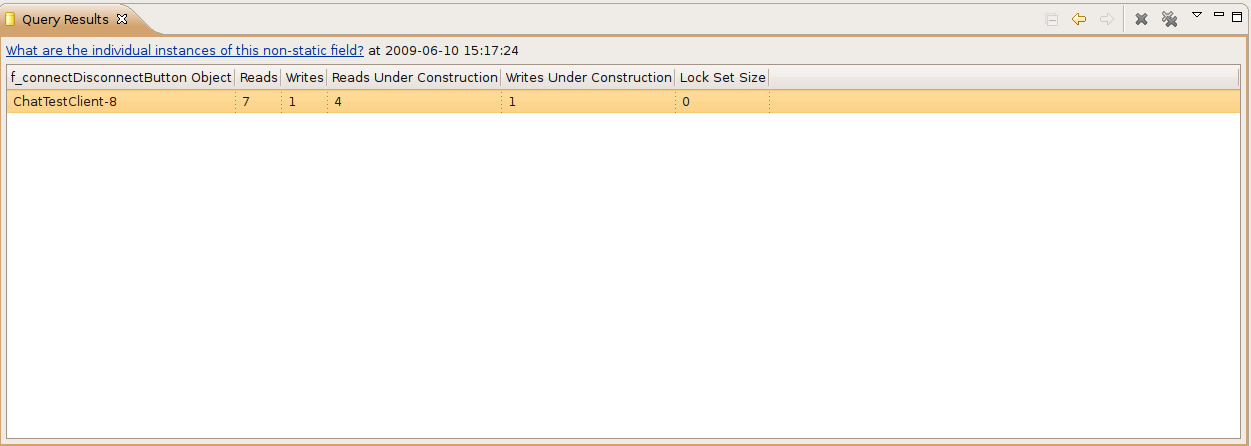 Query Results
What are the individual instances of this non-static field? at 2009-06-10 15:17:24
f_connectDisconnectButton Object Reads Writes Reads Under Construction Writes Under Construction Lock Set Size
ChatTestClient-8 7 1 4 1 0